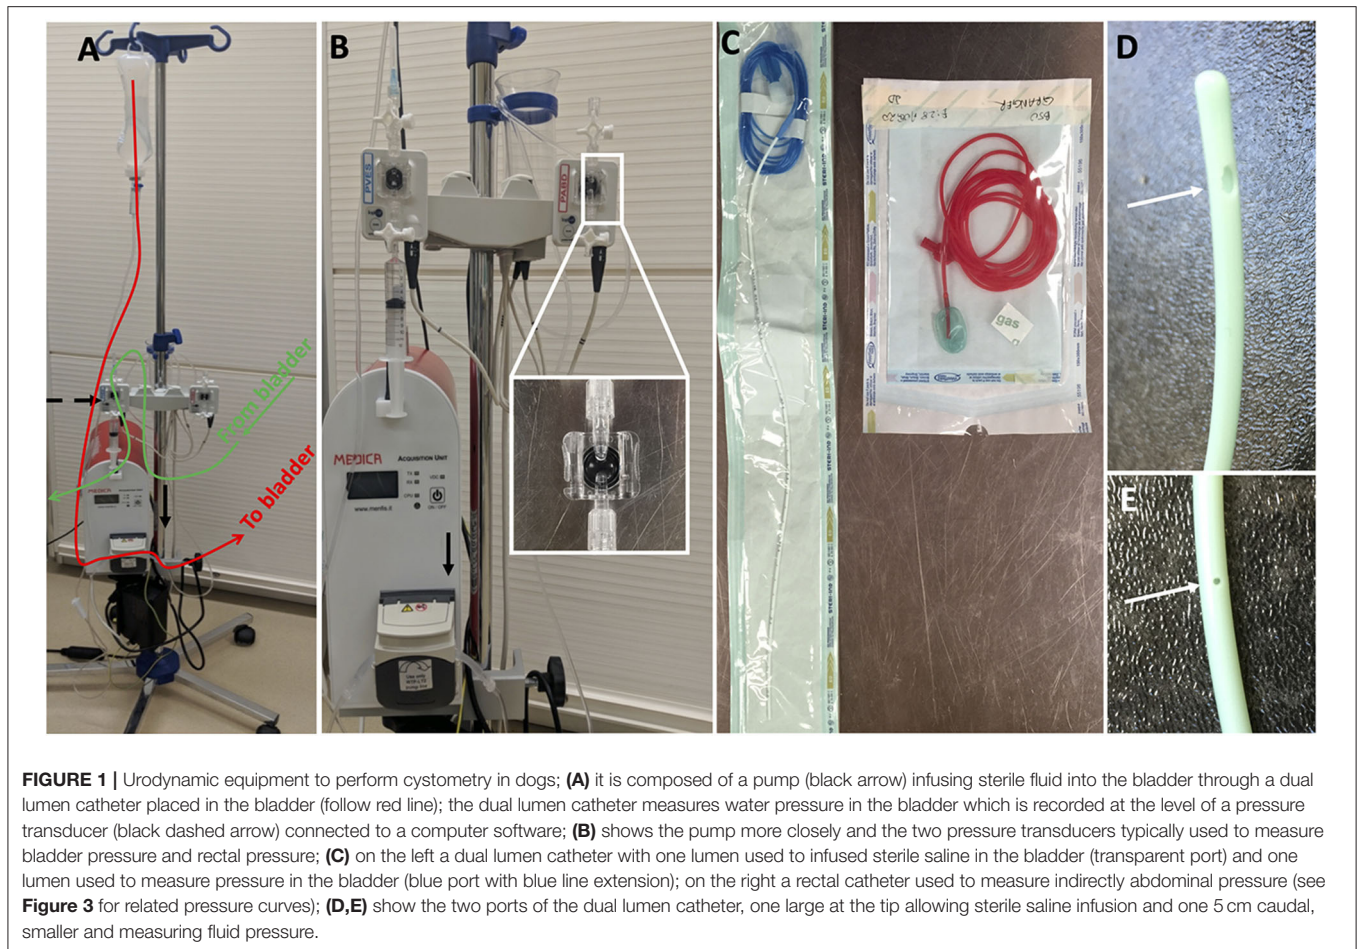 A
B
C
D
E
From bladder
To bladder
PVES
PABD
MEDICA
MEDICA ACQUISITION UNIT
www.menfis.it
ON / OFF
Use only
gas
GRANGER
BSU
STERI-IND
FIGURE 1 | Urodynamic equipment to perform cystometry in dogs; (A) it is composed of a pump (black arrow) infusing sterile fluid into the bladder through a dual
lumen catheter placed in the bladder (follow red line); the dual lumen catheter measures water pressure in the bladder which is recorded at the level of a pressure
transducer (black dashed arrow) connected to a computer software; (B) shows the pump more closely and the two pressure transducers typically used to measure
bladder pressure and rectal pressure; (C) on the left a dual lumen catheter with one lumen used to infused sterile saline in the bladder (transparent port) and one
lumen used to measure pressure in the bladder (blue port with blue line extension); on the right a rectal catheter used to measure indirectly abdominal pressure (see
Figure 3 for related pressure curves); (D,E) show the two ports of the dual lumen catheter, one large at the tip allowing sterile saline infusion and one 5 cm caudal,
smaller and measuring fluid pressure.